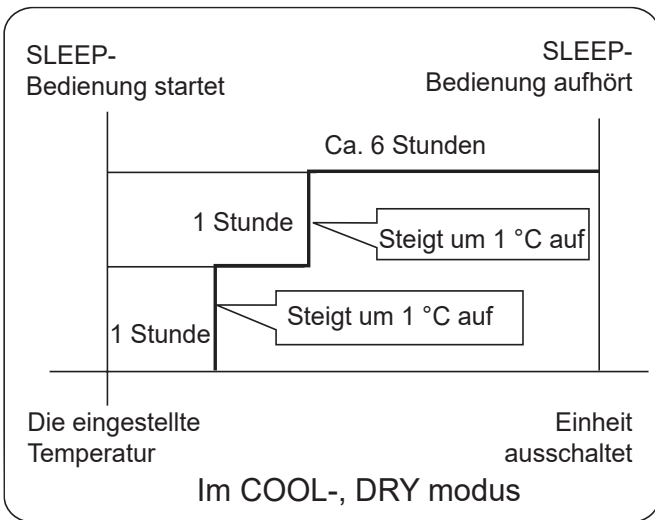 SLEEP-
Bedienung startet
SLEEP-
Bedienung aufhört
Ca. 6 Stunden
1 Stunde
Steigt um 1 °C auf
1 Stunde
Steigt um 1 °C auf
Die eingestellte
Temperatur
Einheit
ausschaltet
Im COOL-, DRY modus